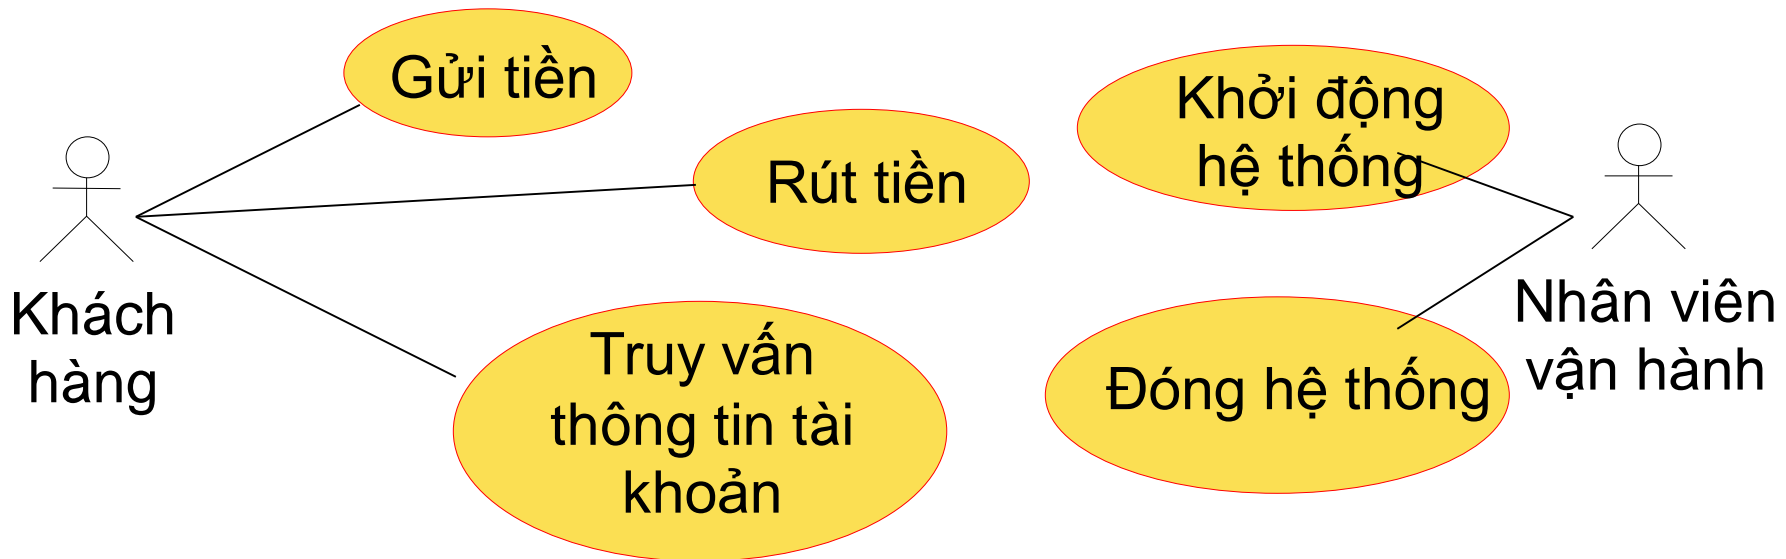 Gửi tiền
Rút tiền
Khởi động
hệ thống
Khách
hàng
Truy vấn
thông tin tài
khoản
Đóng hệ thống
Nhân viên
vận hành